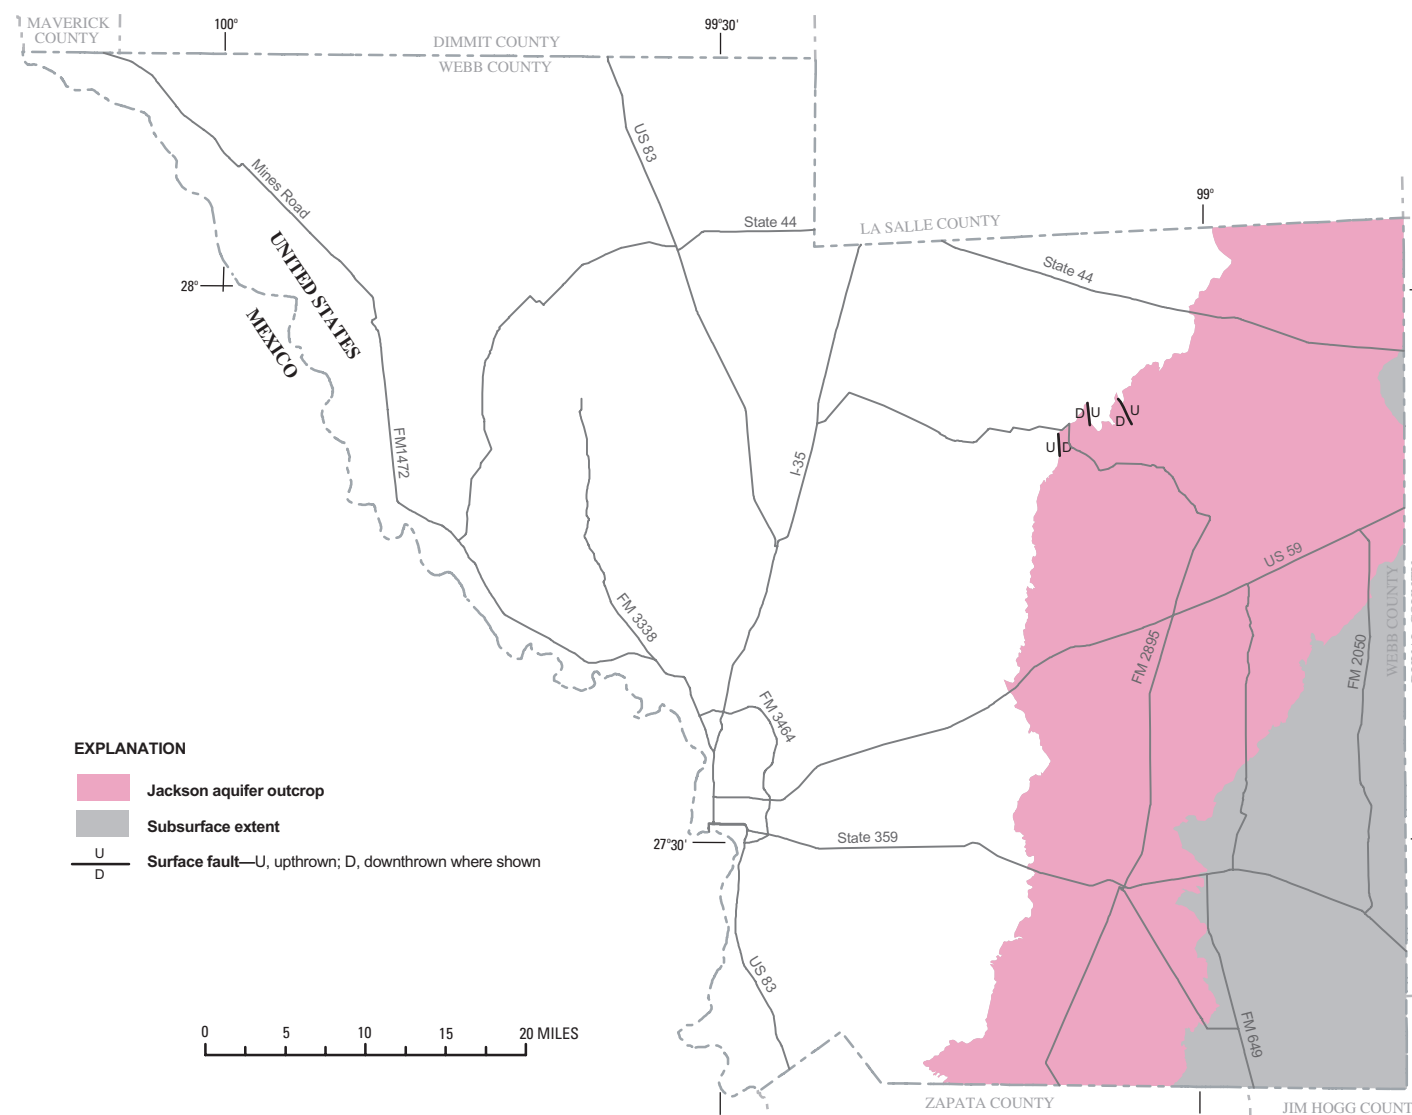 MAVERICK
COUNTY
100°
99°30'
DIMMIT COUNTY
WEBB COUNTY
US 83
Mines Road
99°
State 44
LA SALLE COUNTY
UNITED STATES
State 44
28°
MEXICO
D
U
U
D
U
D
FM1472
I-35
US 59
WEBB COUNTY
FM 3338
FM 2895
FM 2050
FM 3464
EXPLANATION
Jackson aquifer outcrop
Subsurface extent
U
D
Surface fault—U, upthrown; D, downthrown where shown
27°30'
State 359
US 83
FM 649
0 5 10 15 20 MILES
ZAPATA COUNTY
JIM HOGG COUNT